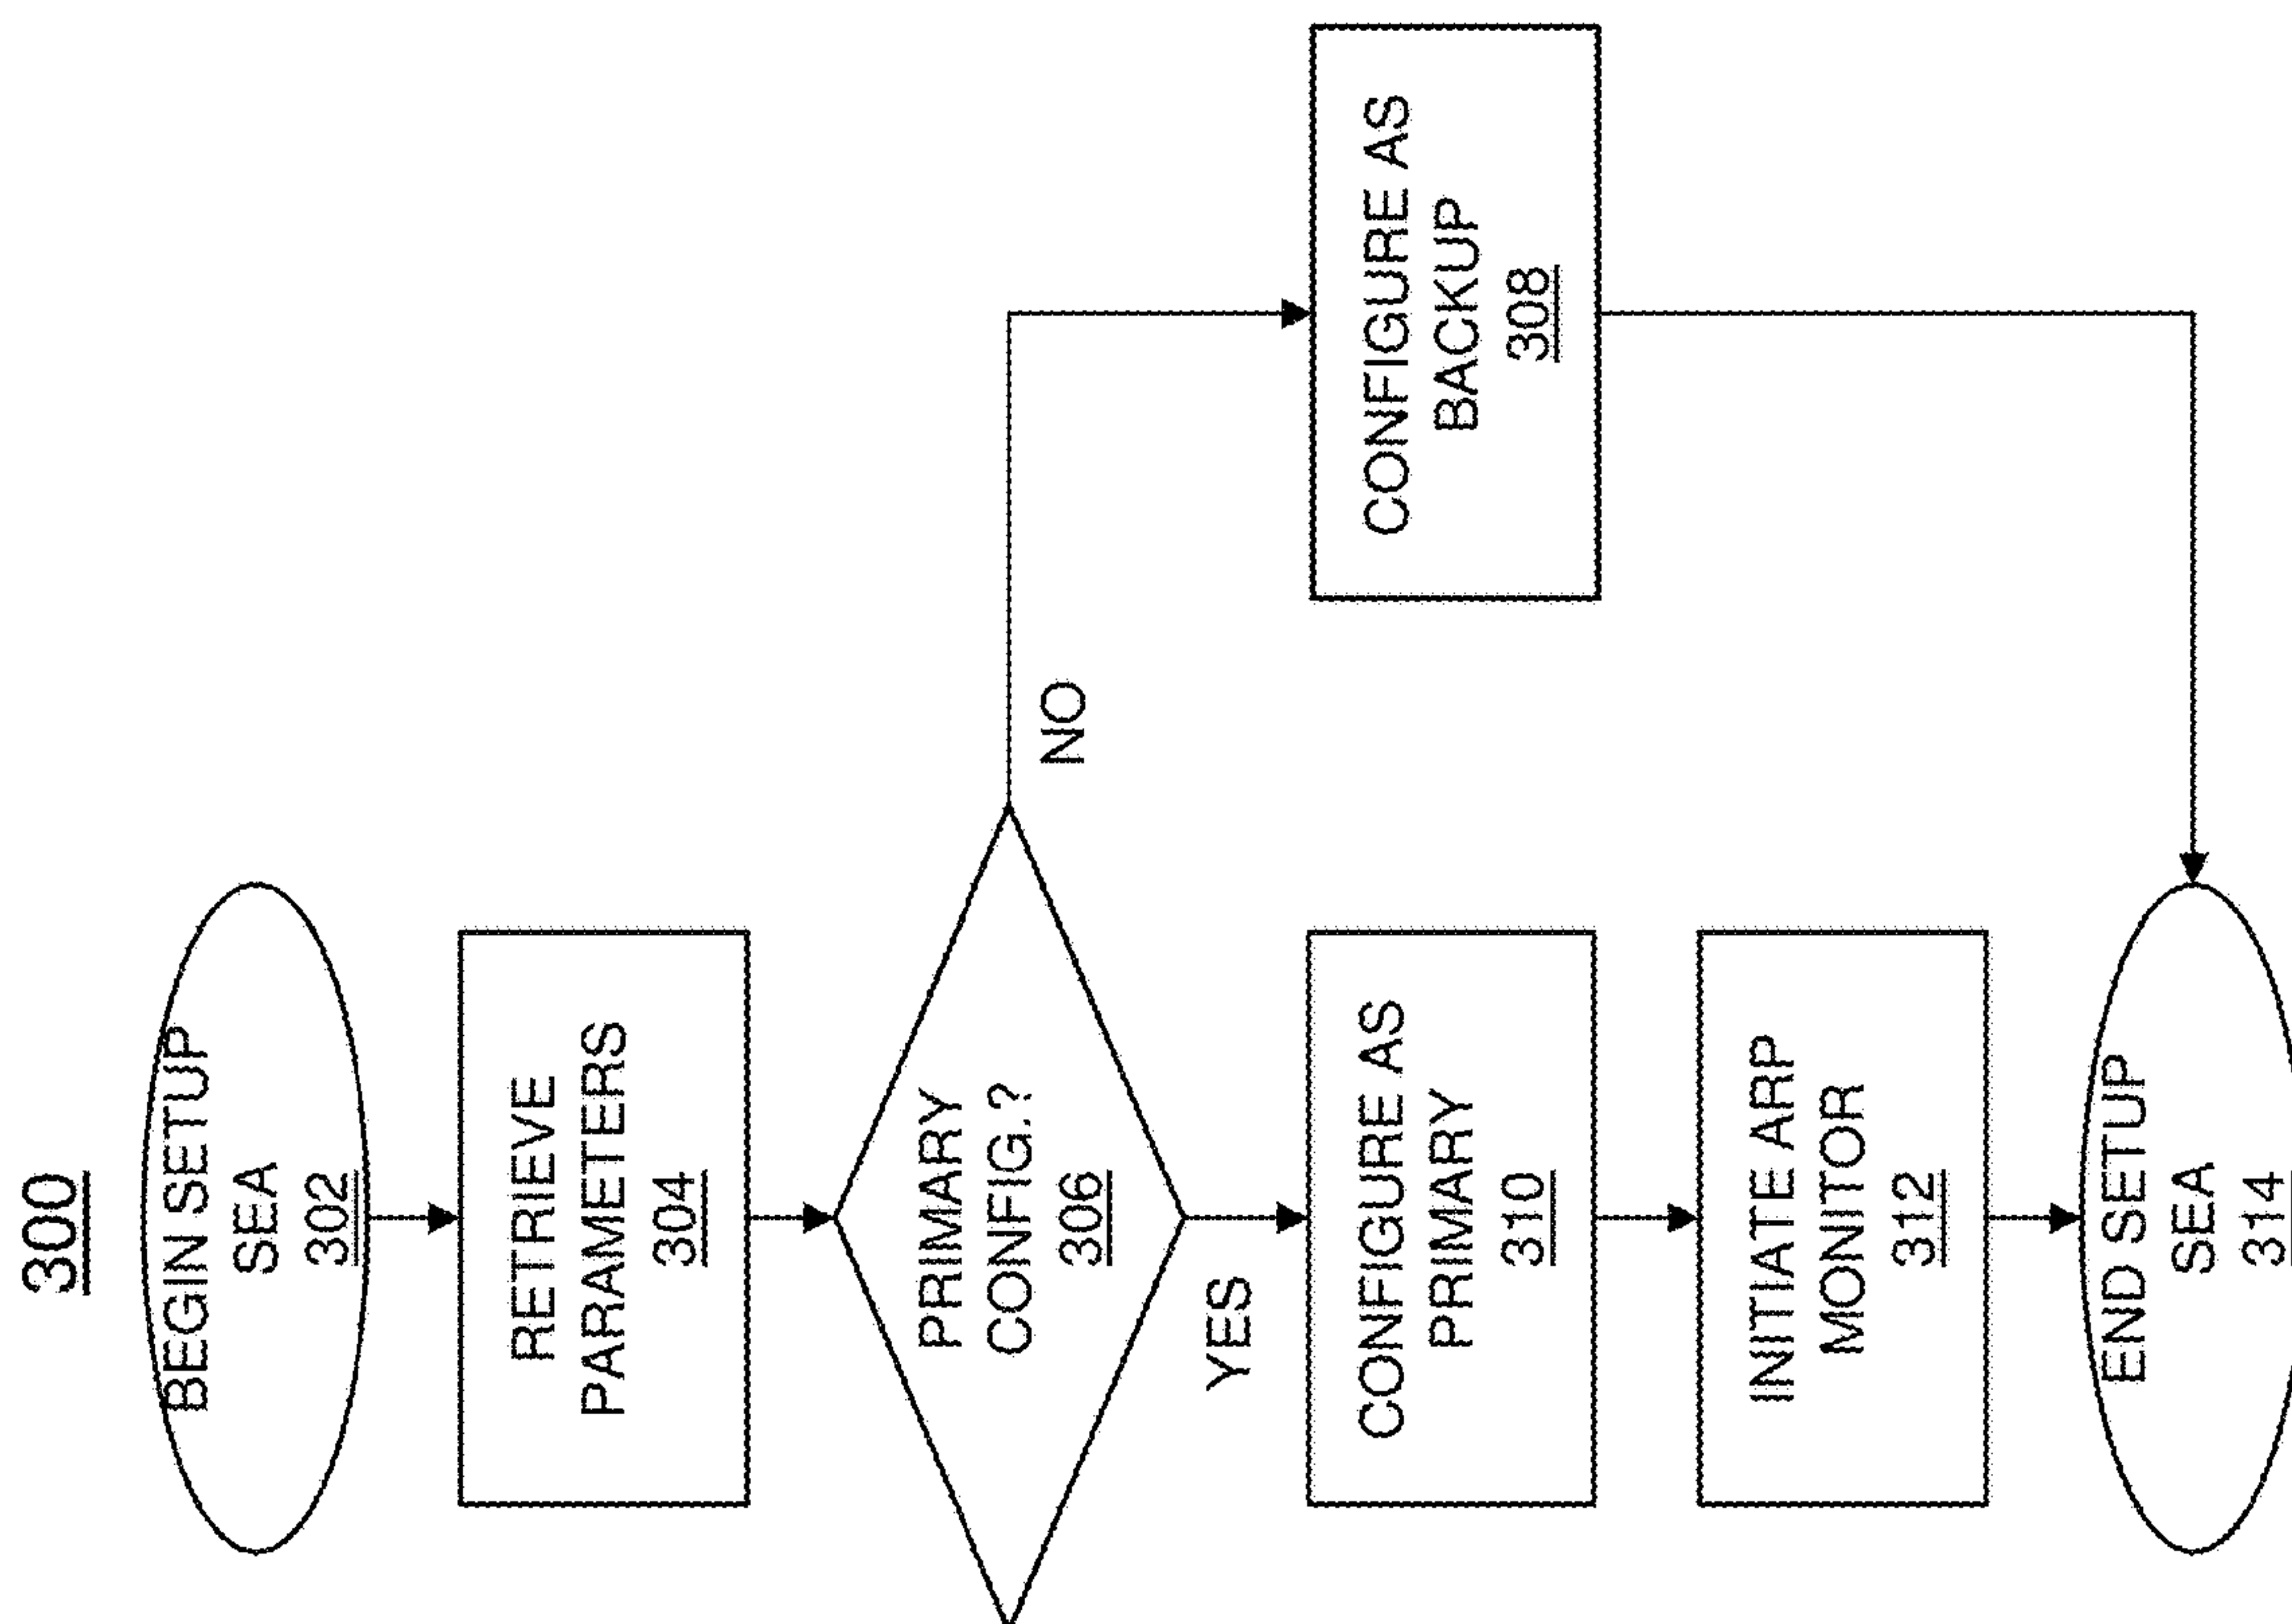 300
BEGIN SETUP
SEA
302
RETRIEVE
PARAMETERS
304
PRIMARY
CONFIG.?
306
NO
YES
CONFIGURE AS
BACKUP
308
CONFIGURE AS
PRIMARY
310
INITIATE ARP
MONITOR
312
END SETUP
SEA
314